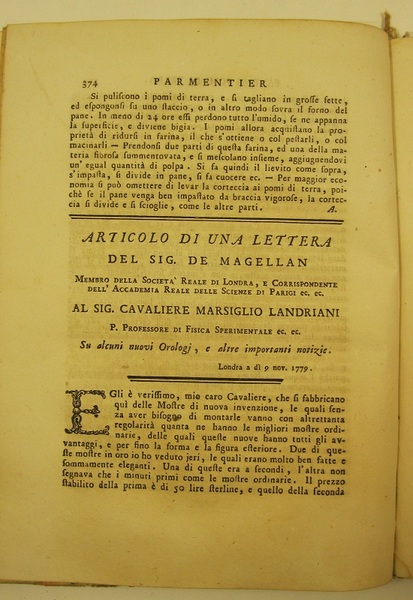 374 PARMENTIER
Si puliscono i pomi di terra, e si tagliano in grosse fette,
ed espongonsi su uno staccio, o in altro modo sovra il forno del
pane. In meno di 24 ore essi perdono tutto l'umido, se ne appanna
la superficie, e diviene bigia. I pomi allora acquistano la pro-
prietà di ridursi in farina, il che s'ottiene o col pestarli, o col
macinarli — Prendonsi due parti di questa farina, ed una della ma-
teria fibrosa summentovata, e si mescolano insieme, aggiugnendovi
un' egual quantità di polpa. Si fa quindi il lievito come sopra,
s'impasta, si divide in pane, si fa cuocere ec. — Per maggior eco-
nomia si può omettere di levar la corteccia ai pomi di terra, poi-
chè se il pane venga ben impastato da braccia vigorose, la cortec-
cia si divide e si scioglie, come le altre parti. A.
ARTICOLO DI UNA LETTERA
DEL SIG. DE MAGELLAN
MEMBRO DELLA SOCIETA' REALE DI LONDRA, E CORRISPONDENTE
DELL' ACCADEMIA REALE DELLE SCIENZE DI PARIGI EC. EC.
AL SIG. CAVALIERE MARSIGLIO LANDRIANI
P. PROFESSORE DI FISICA SPERIMENTALE EC. EC.
Su alcuni nuovi Orologj, e altre importanti notizie.
Londra a dì 9 nov. 1779.
EGli è verissimo, mio caro Cavaliere, che si fabbricano
quì delle Mostre di nuova invenzione, le quali sen-
za aver bisogno di montarle vanno con altrettanta
regolarità quanta ne hanno le migliori mostre ordi-
narie, delle quali queste nuove hanno tutti gli av-
vantaggi, e per fino la forma e la figura esteriore. Due di que-
ste mostre in oro io ho veduto jeri, le quali erano molto ben fatte e
sommamente eleganti. Una di queste era a secondi, l'altra non
segnava che i minuti primi come le mostre ordinarie. Il prezzo
stabilito della prima è di 50 lire sterline, e quello della seconda